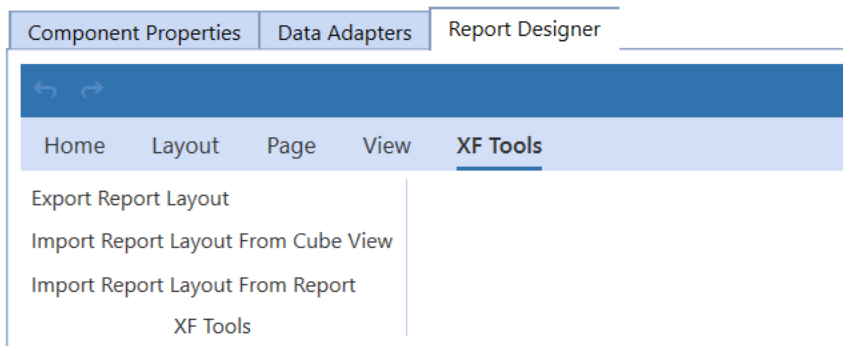 Component Properties Data Adapters Report Designer
Home Layout Page View XF Tools
Export Report Layout
Import Report Layout From Cube View
Import Report Layout From Report
XF Tools